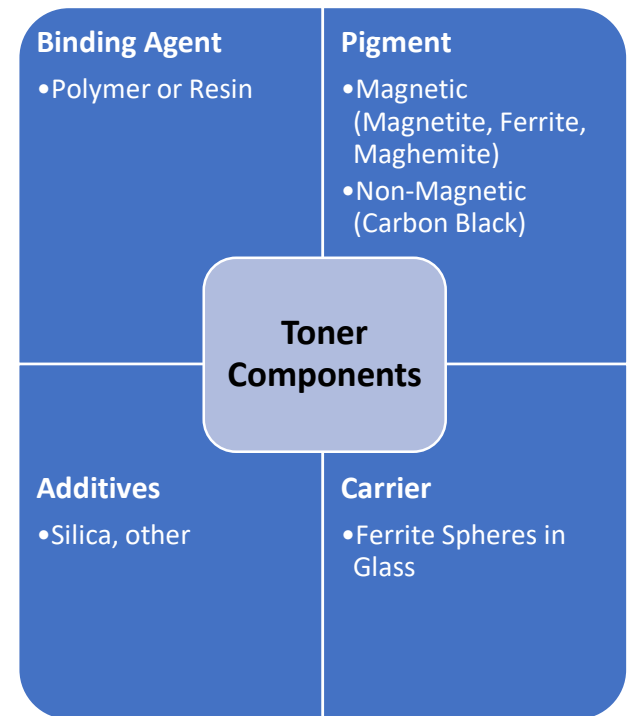 Binding Agent
•Polymer or Resin
Pigment
•Magnetic
(Magnetite, Ferrite,
Maghemite)
•Non-Magnetic
(Carbon Black)
Toner
Components
Additives
•Silica, other
Carrier
•Ferrite Spheres in
Glass